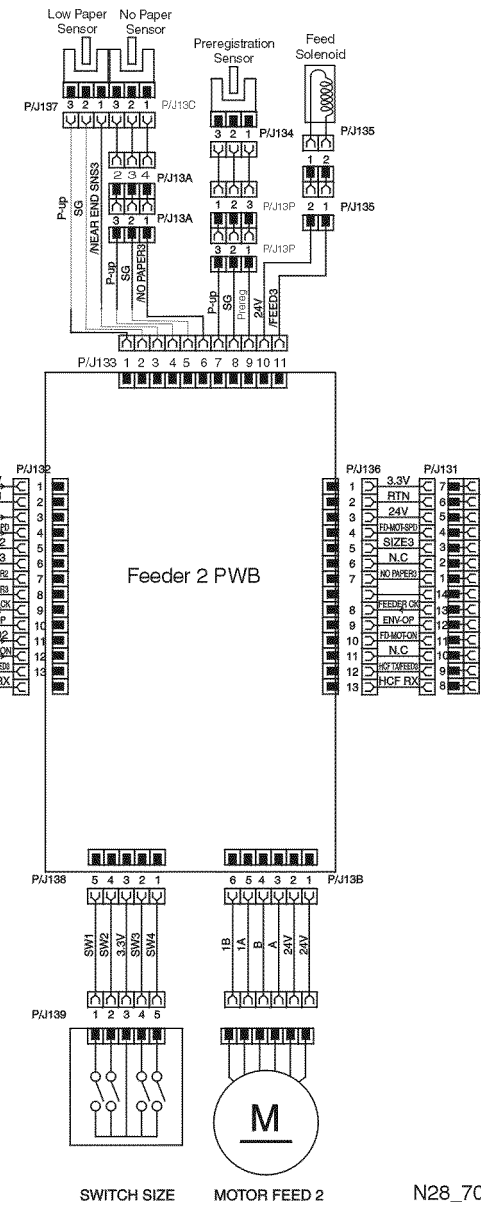 Low Paper Sensor
No Paper Sensor
Preregistration Sensor
Feed Solenoid
3 2 1 3 2 1
P/J137
P/J13C
3 2 1
P/J134
P/J135
1 2
2 3 4
P/J13A
P/J13A
3 2 1
1 2 3
P/J13P
2 1
P/J135
3 2 1
P/J13P
P-up
SG
/NEAR END SNS3
P-up
SG
/NO PAPER3
P-up
SG
Prereg
24V
/FEED3
P/J133 1 2 3 4 5 6 7 8 9 10 11
P/J132
1
2
3
4
5
6
7
8
9
10
11
12
13
Feeder 2 PWB
P/J136
P/J131
1 3.3V 7
2 RTN 6
3 24V 5
4 FD-MOT-SPD 4
5 SIZE3 3
6 N.C 2
7 NO PAPER3 1
14
8 FEEDER CK 13
9 ENV-OP 12
10 FD-MOT-ON 11
11 N.C 10
12 HCF TX/FEED3 9
13 HCF RX 8
P/J138 5 4 3 2 1
6 5 4 3 2 1 P/J13B
SW1
SW2
3.3V
SW3
SW4
1B
1A
B
A
24V
24V
P/J139 1 2 3 4 5
M
SWITCH SIZE
MOTOR FEED 2
N28_70